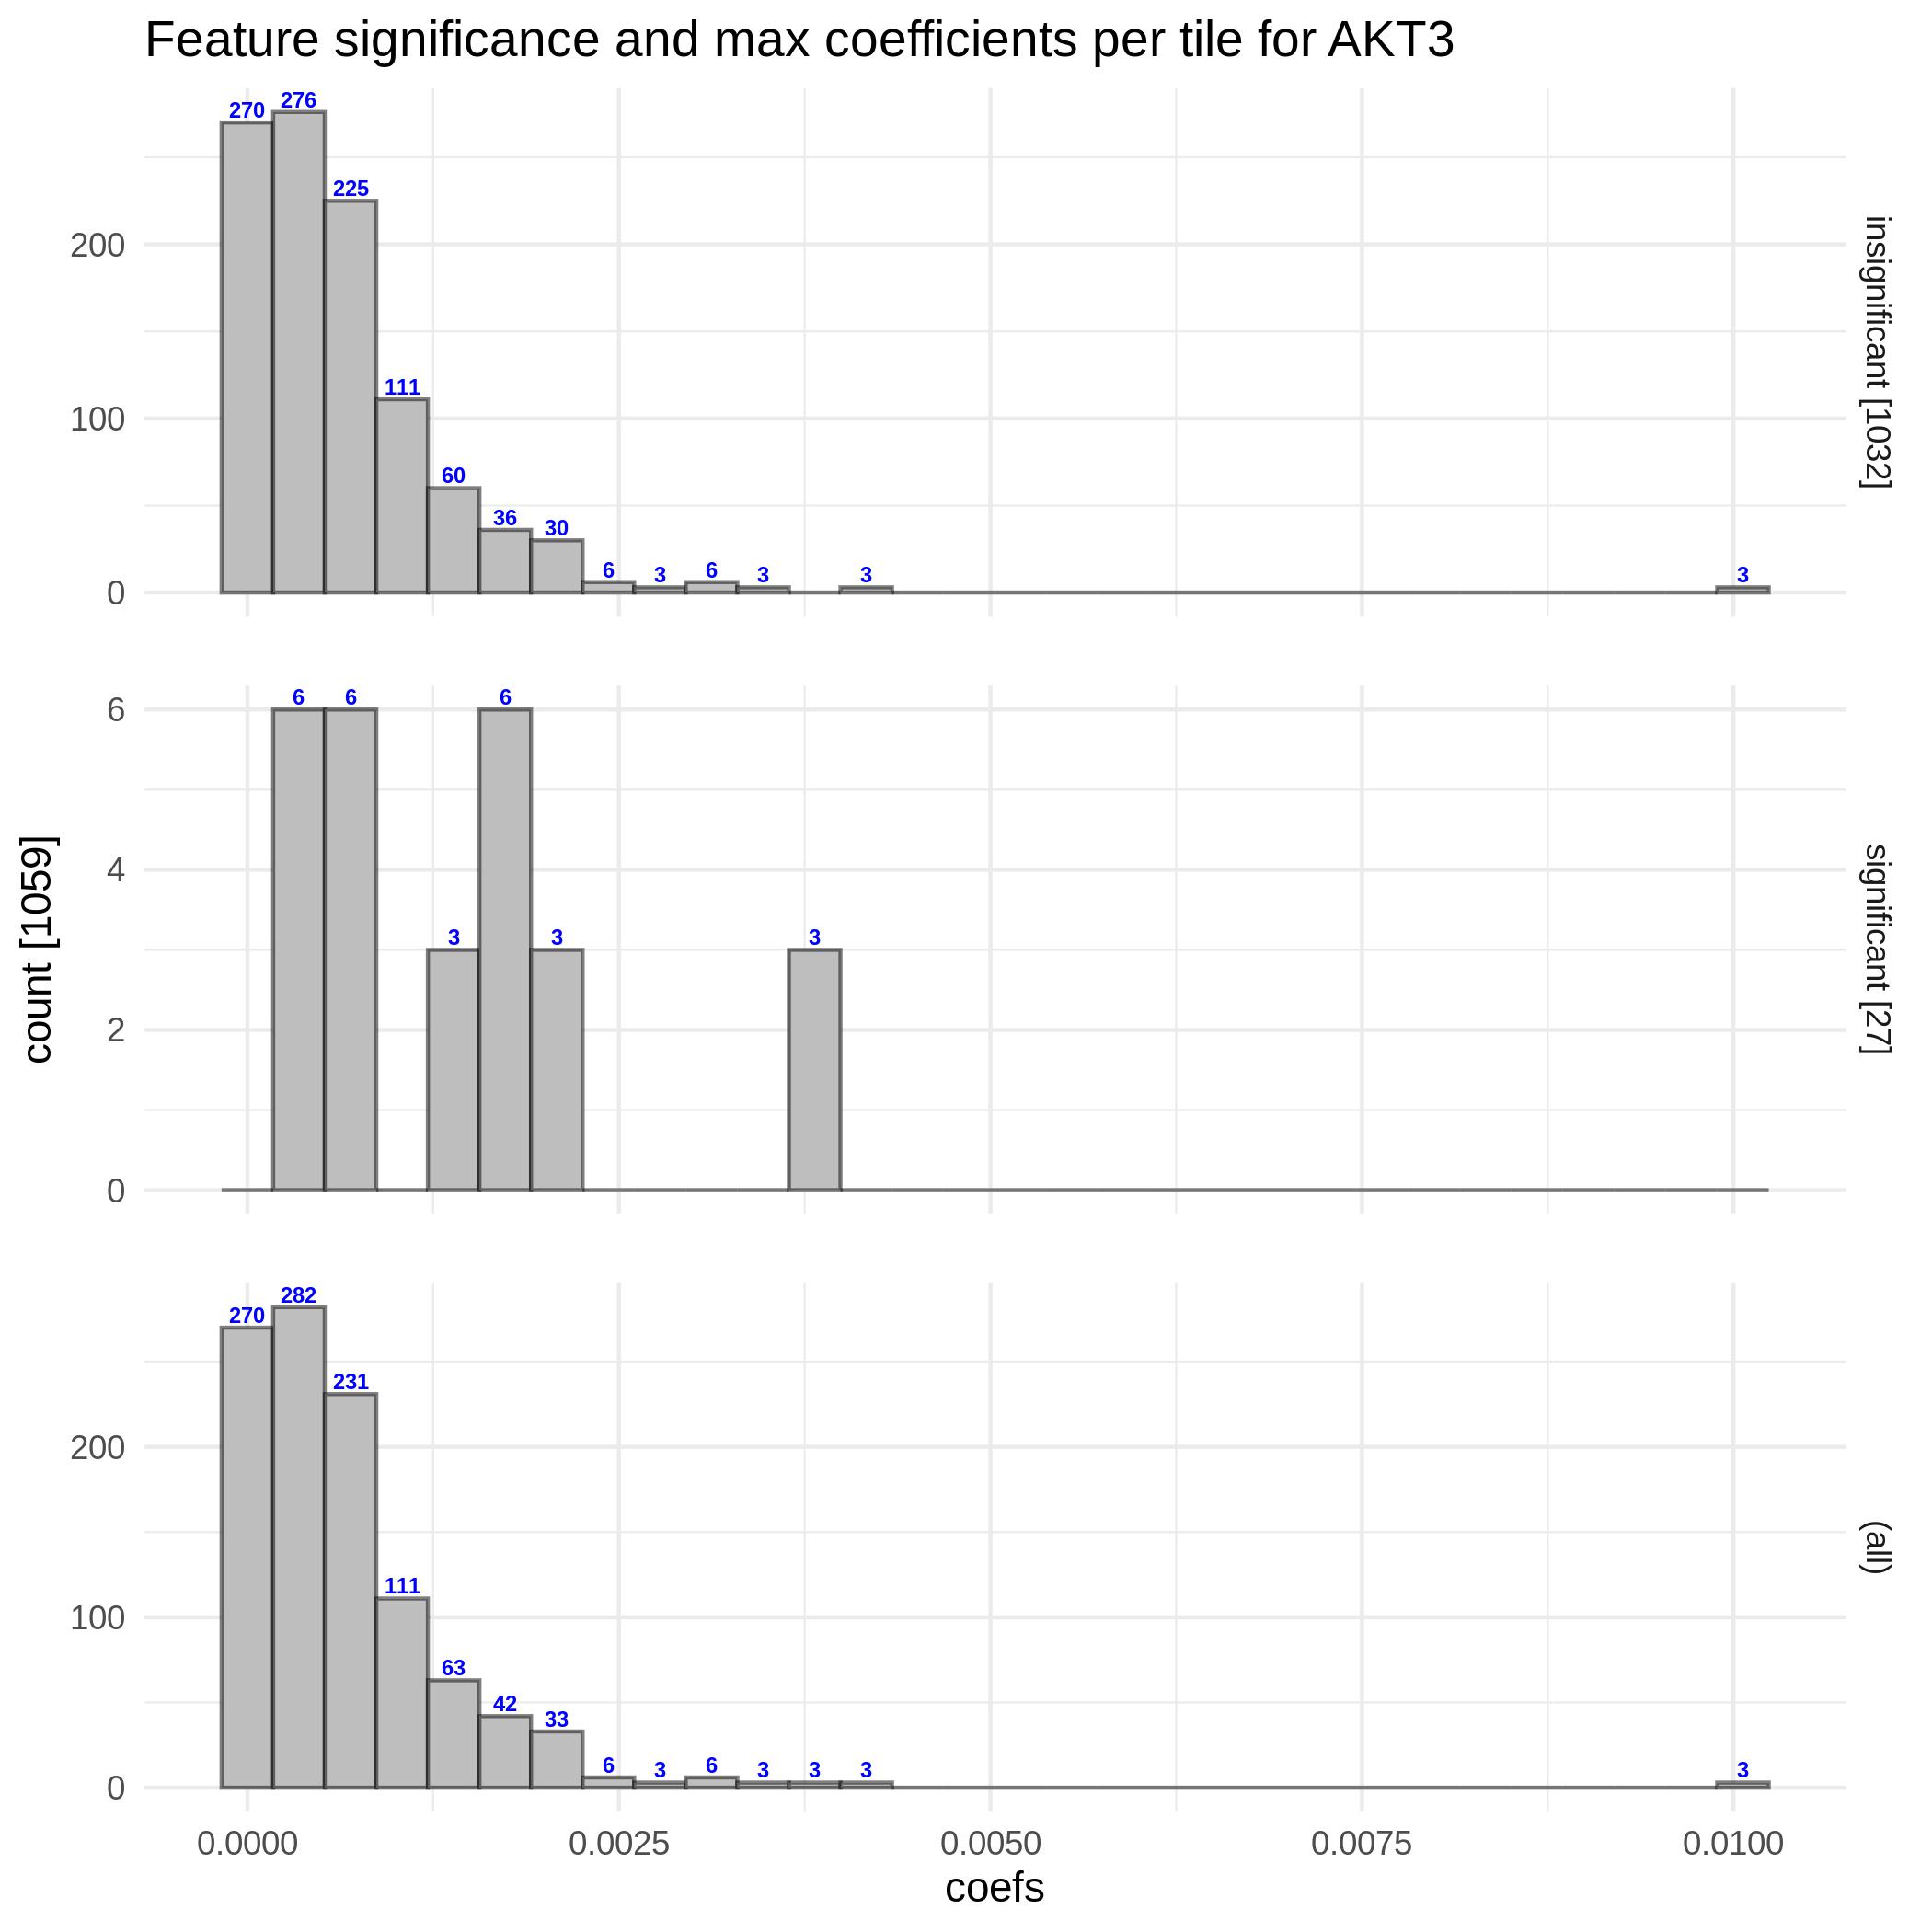 Feature significance and max coefficients per tile for AKT3
270 276 225 111 60 36 30 6 3 6 3 3 3
200
100
0
insignificant [1032]
6 6 3 6 3 3
6
4
2
0
significant [27]
count [1059]
270 282 231 111 63 42 33 6 3 6 3 3 3 3
200
100
0
(all)
0.0000 0.0025 0.0050 0.0075 0.0100
coefs